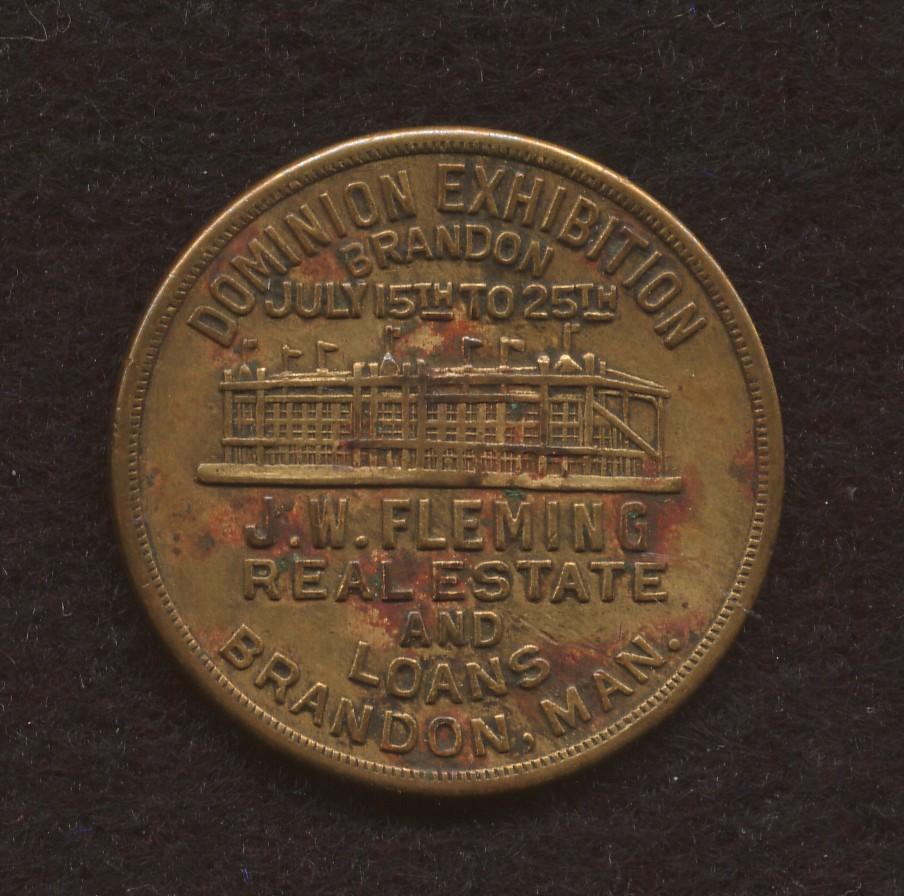 DOMINION EXHIBITION
BRANDON
JULY 15TH TO 25TH
J.W. FLEMING
REAL ESTATE
AND
LOANS
BRANDON, MAN.